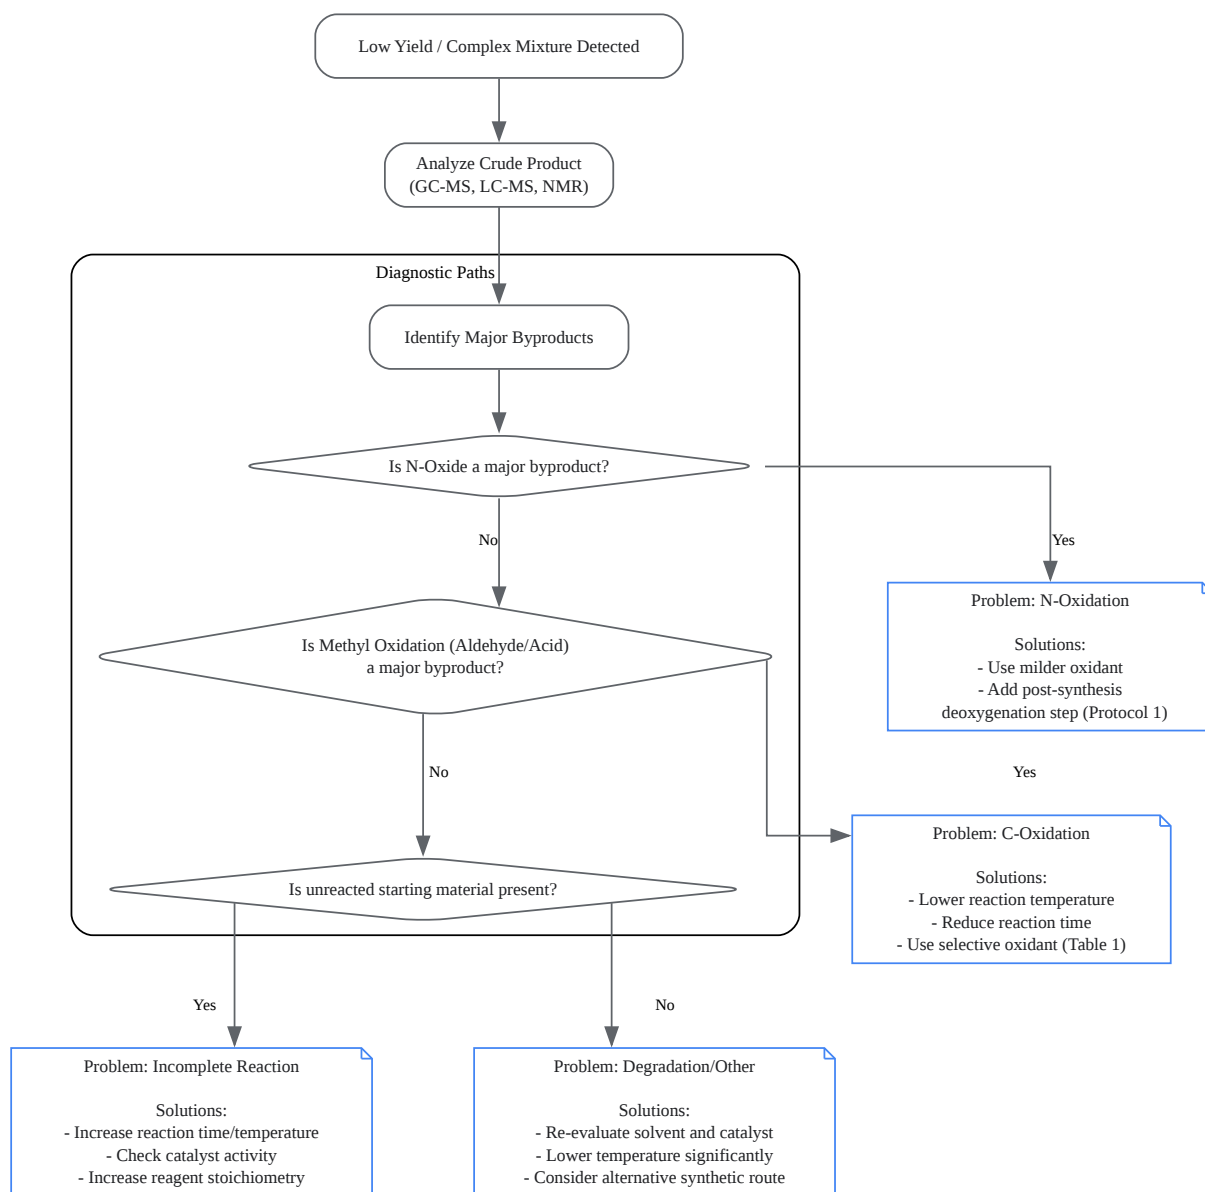 Low Yield / Complex Mixture Detected
Analyze Crude Product
(GC-MS, LC-MS, NMR)
Diagnostic Paths
Identify Major Byproducts
Is N-Oxide a major byproduct?
No
Yes
Problem: N-Oxidation
Solutions:
- Use milder oxidant
- Add post-synthesis
deoxygenation step (Protocol 1)
Is Methyl Oxidation (Aldehyde/Acid)
a major byproduct?
No
Yes
Problem: C-Oxidation
Solutions:
- Lower reaction temperature
- Reduce reaction time
- Use selective oxidant (Table 1)
Is unreacted starting material present?
Yes
No
Problem: Incomplete Reaction
Solutions:
- Increase reaction time/temperature
- Check catalyst activity
- Increase reagent stoichiometry
Problem: Degradation/Other
Solutions:
- Re-evaluate solvent and catalyst
- Lower temperature significantly
- Consider alternative synthetic route